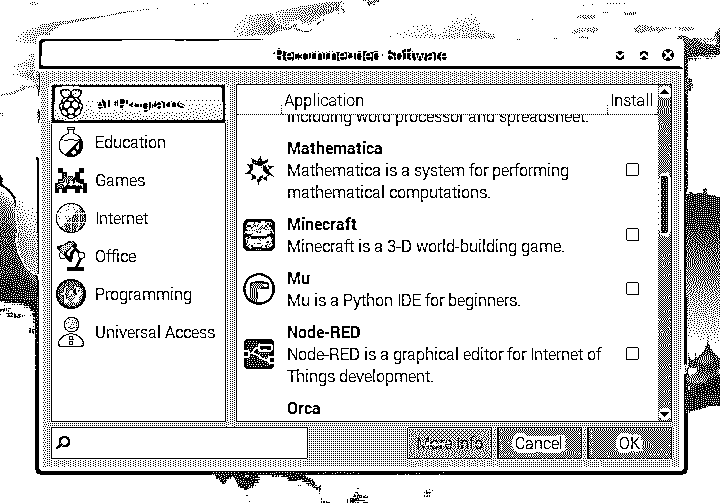 Recommended Software
All Programs
Education
Games
Internet
Office
Programming
Universal Access
Application Install
including word processor and spreadsheet.
Mathematica
Mathematica is a system for performing
mathematical computations.
Minecraft
Minecraft is a 3-D world-building game.
Mu
Mu is a Python IDE for beginners.
Node-RED
Node-RED is a graphical editor for Internet of
Things development.
Orca
More Info
Cancel
OK